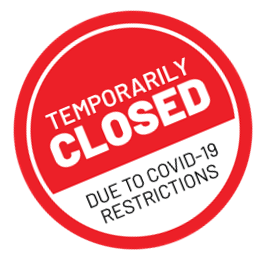 TEMPORARILY
CLOSED
DUE TO COVID-19
RESTRICTIONS